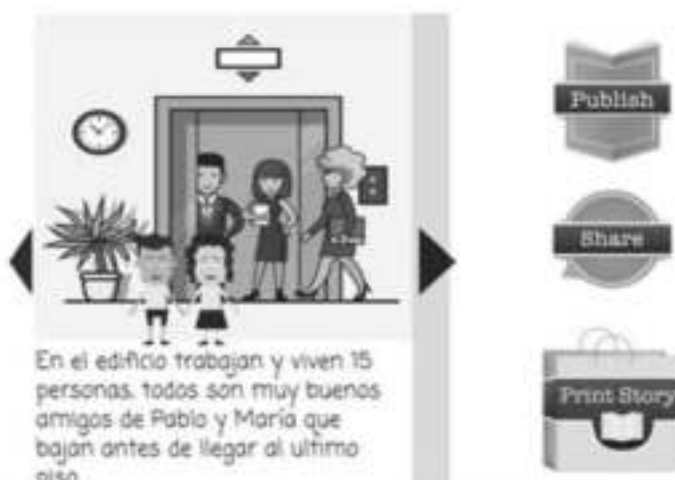 En el edificio trabajan y viven 15
personas. todos son muy buenos
amigos de Pablo y María que
bajan antes de llegar al ultimo
piso
Publish
Share
Print Story